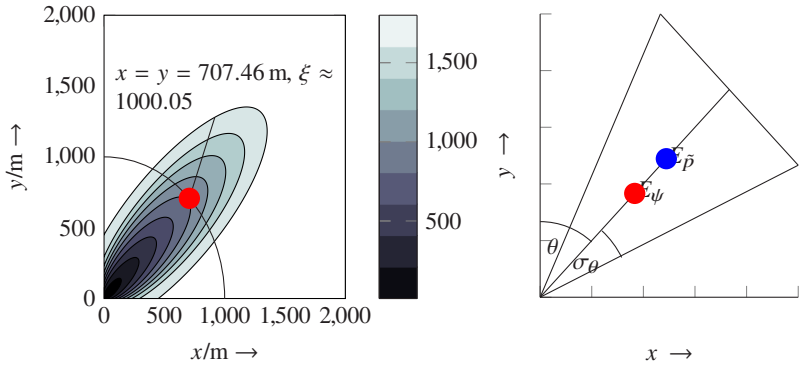 2,000
1,500
1,000
500
0
y/m →
x = y = 707.46 m, ξ ≈
1000.05
0
500
1,000
1,500
2,000
x/m →
1,500
1,000
500
y →
E_p̃
E_ψ
θ
σ_θ
x →